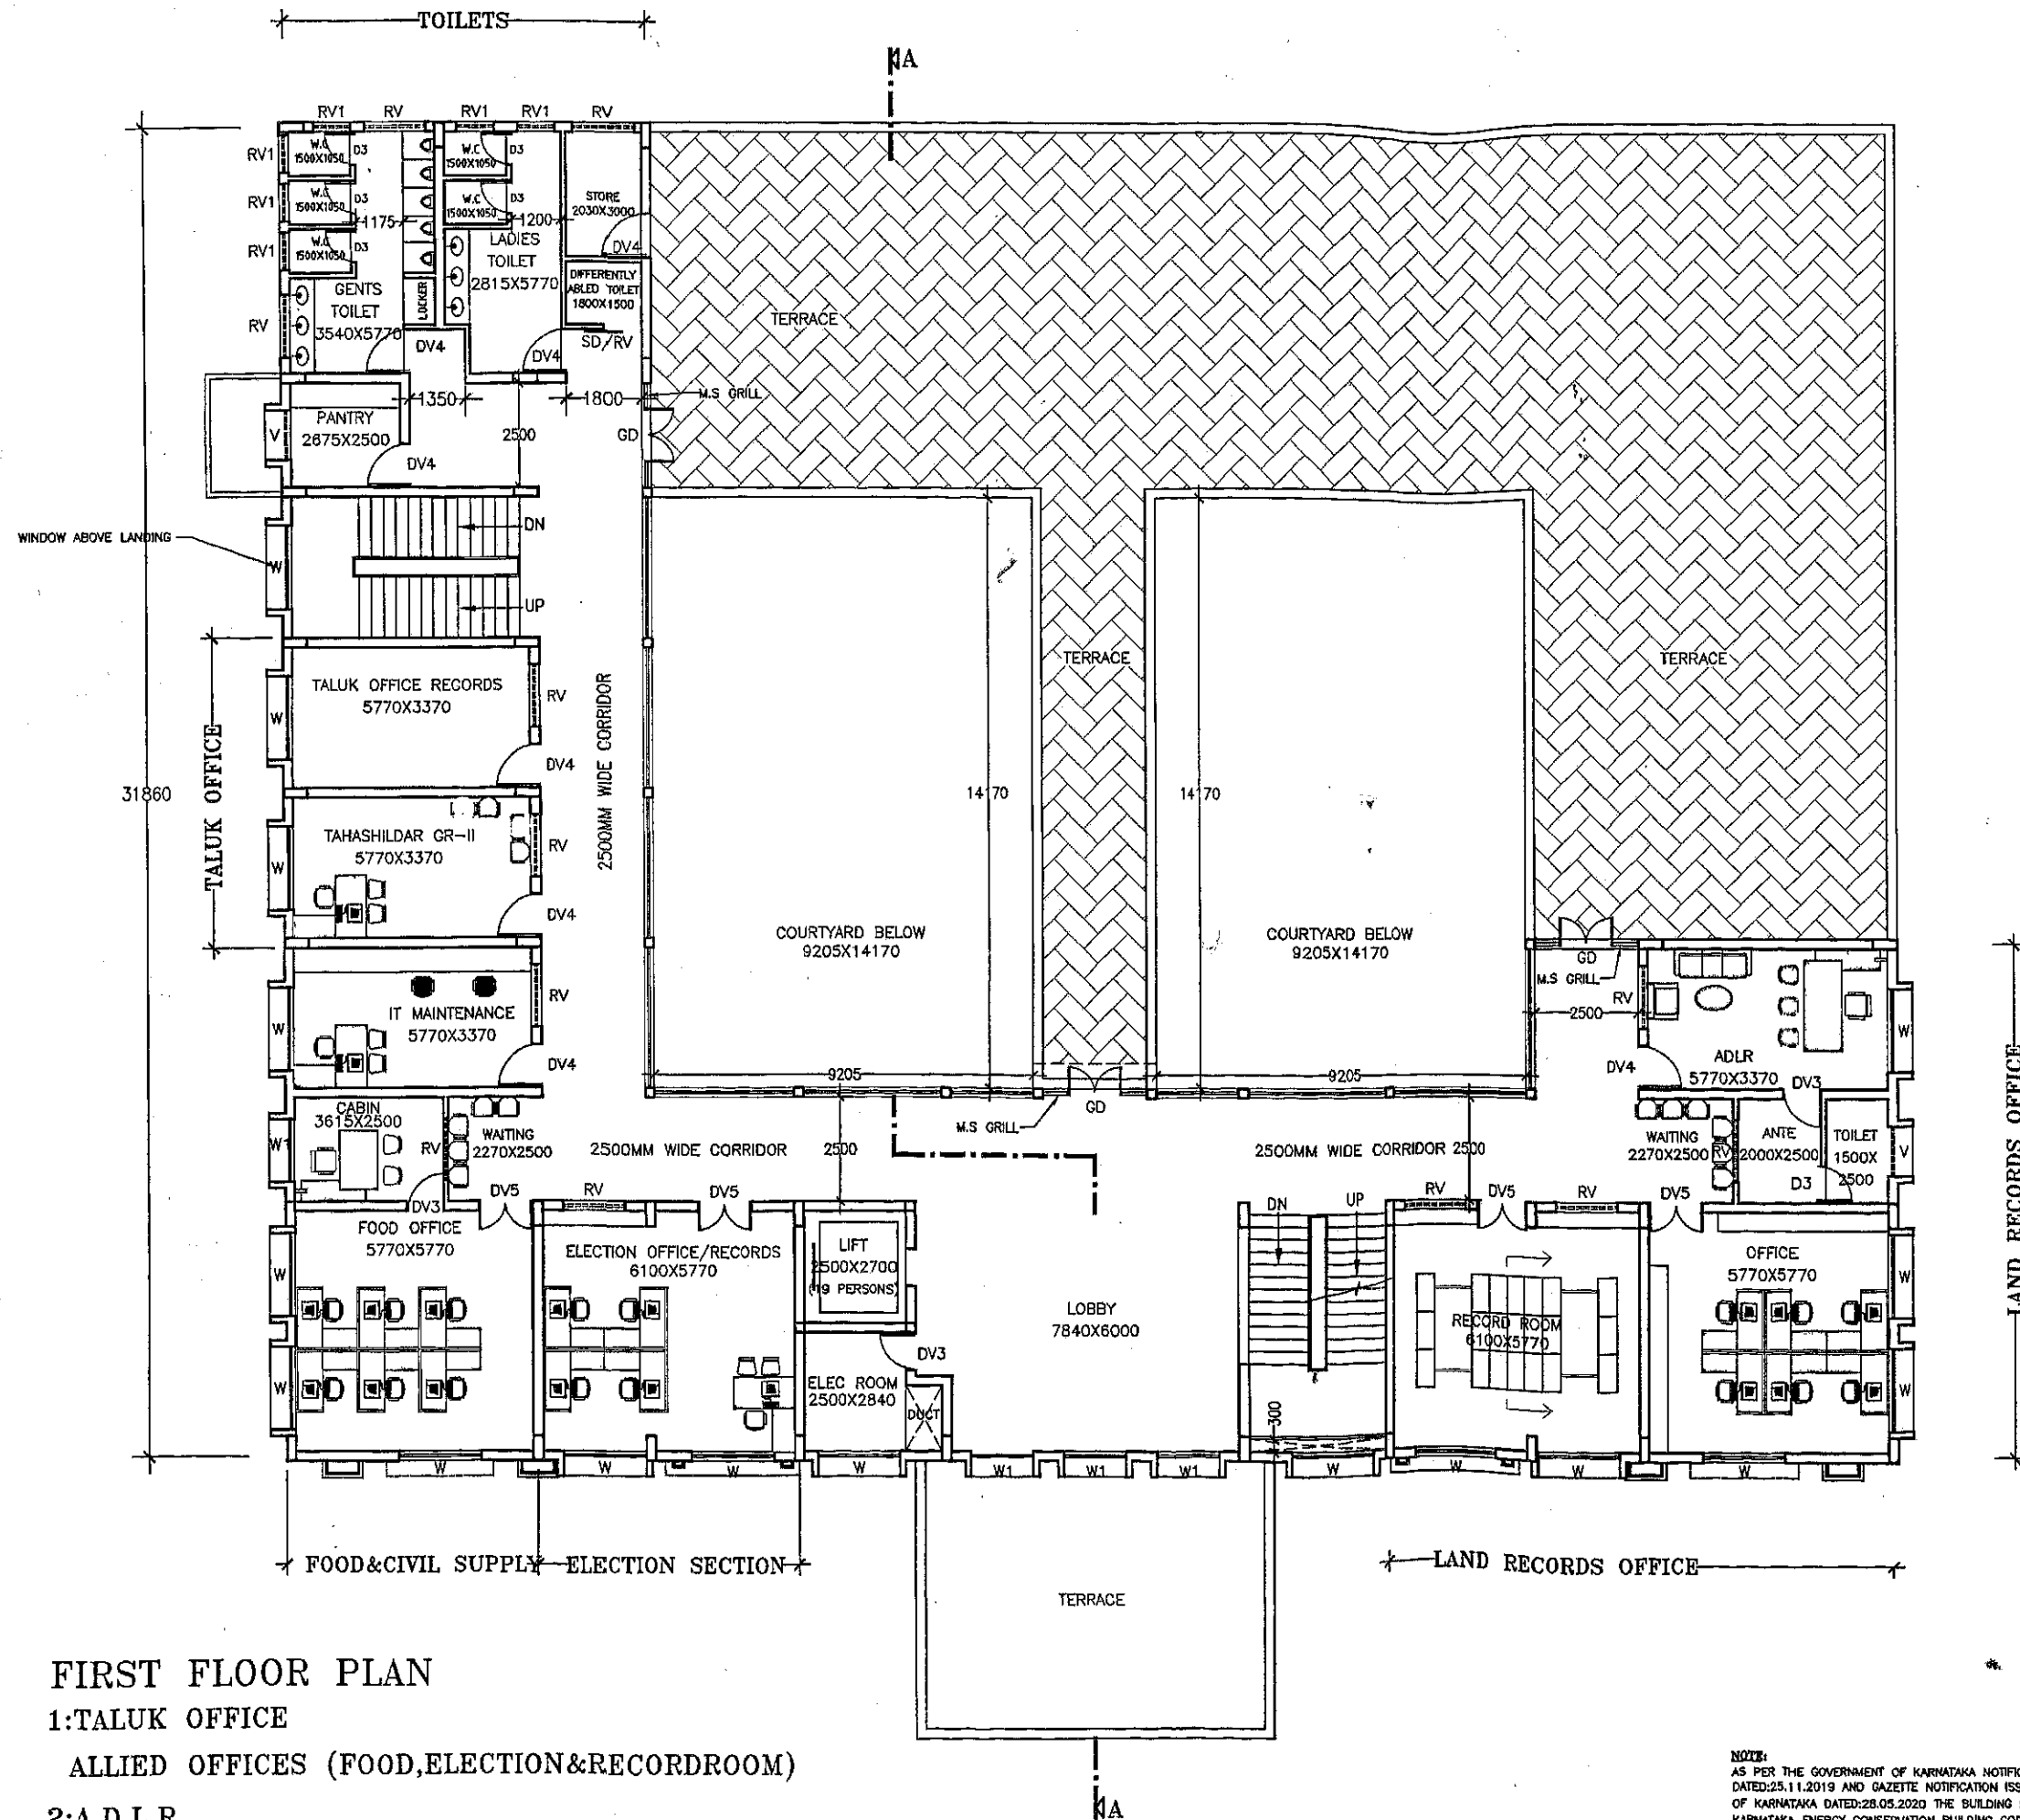 TOILETS
A
RV1 RV RV1 RV1 RV
RV1
W.C
1500X1050
D3
W.C
1500X1050
D3
STORE
2030X3000
RV1
W.C
1500X1050
D3
1175
W.C
1500X1050
D3
1200
DV4
RV1
W.C
1500X1050
D3
LADIES
TOILET
2815X5770
DIFFERENTLY
ABLED TOILET
1800X1500
GENTS
TOILET
3540X5770
LOCKER
RV
DV4
DV4
SD/RV
TERRACE
PANTRY
2675X2500
V
1350
1800
M.S GRILL
2500
GD
DV4
WINDOW ABOVE LANDING
W
DN
UP
31860
TALUK OFFICE
W
TALUK OFFICE RECORDS
5770X3370
RV
DV4
2500MM WIDE CORRIDOR
W
TAHASHILDAR GR-II
5770X3370
RV
DV4
W
IT MAINTENANCE
5770X3370
RV
DV4
14170
14170
TERRACE
TERRACE
COURTYARD BELOW
9205X14170
COURTYARD BELOW
9205X14170
9205
9205
GD
M.S GRILL
GD
M.S GRILL
RV
2500
W
ADLR
5770X3370
DV4
DV3
W1
CABIN
3615X2500
RV
WAITING
2270X2500
2500MM WIDE CORRIDOR
2500
2500MM WIDE CORRIDOR
2500
WAITING
2270X2500
RV
ANTE
2000X2500
TOILET
1500X
2500
V
D3
DV3
DV5
RV
DV5
DN
UP
RV
DV5
RV
DV5
W
FOOD OFFICE
5770X5770
ELECTION OFFICE/RECORDS
6100X5770
LIFT
2500X2700
(19 PERSONS)
LOBBY
7840X6000
RECORD ROOM
6100X5770
OFFICE
5770X5770
W
W
DV3
ELEC ROOM
2500X2840
DUCT
300
W
W
W
W
W
W1
W1
W1
W
W
W
W
LAND RECORDS OFFICE
FOOD&CIVIL SUPPLY
ELECTION SECTION
LAND RECORDS OFFICE
TERRACE
A
FIRST FLOOR PLAN
1:TALUK OFFICE
ALLIED OFFICES (FOOD,ELECTION&RECORDROOM)
2:A.D.L.R
NOTE:
AS PER THE GOVERNMENT OF KARNATAKA
DATED:25.11.2019 AND GAZETTE NOTIFICATION
OF KARNATAKA DATED:28.05.2020 THE BUILDING
KARNATAKA ENERGY CONSERVATION BUILDING